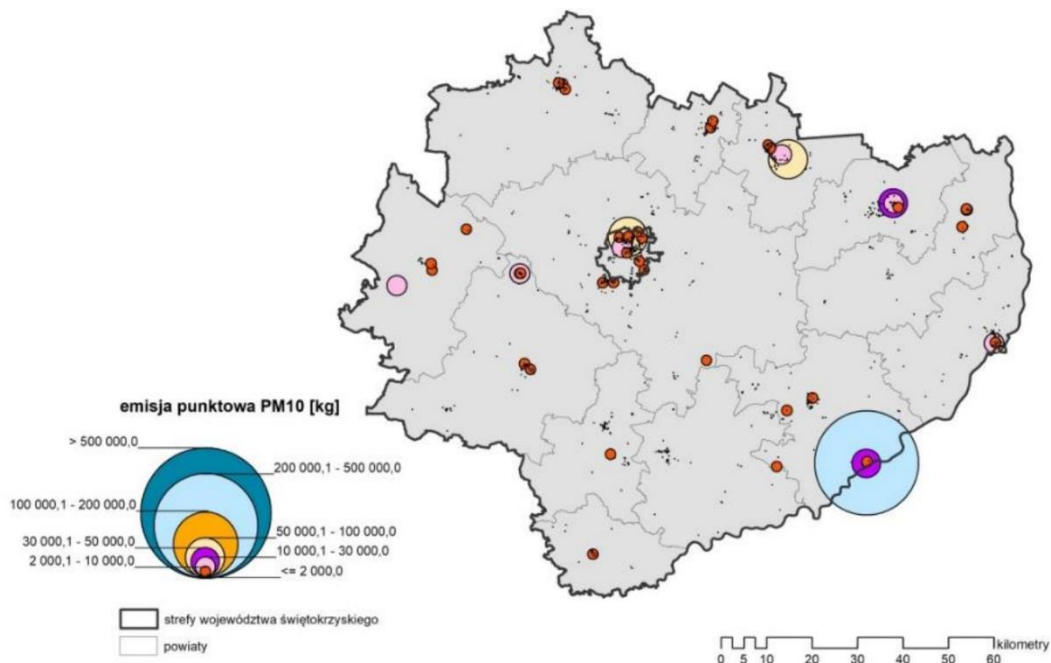 emisja punktowa PM10 [kg]
> 500 000,0
200 000,1 - 500 000,0
100 000,1 - 200 000,0
50 000,1 - 100 000,0
30 000,1 - 50 000,0
10 000,1 - 30 000,0
2 000,1 - 10 000,0
<= 2 000,0
strefy województwa świętokrzyskiego
powiaty
kilometry
0 5 10 20 30 40 50 60